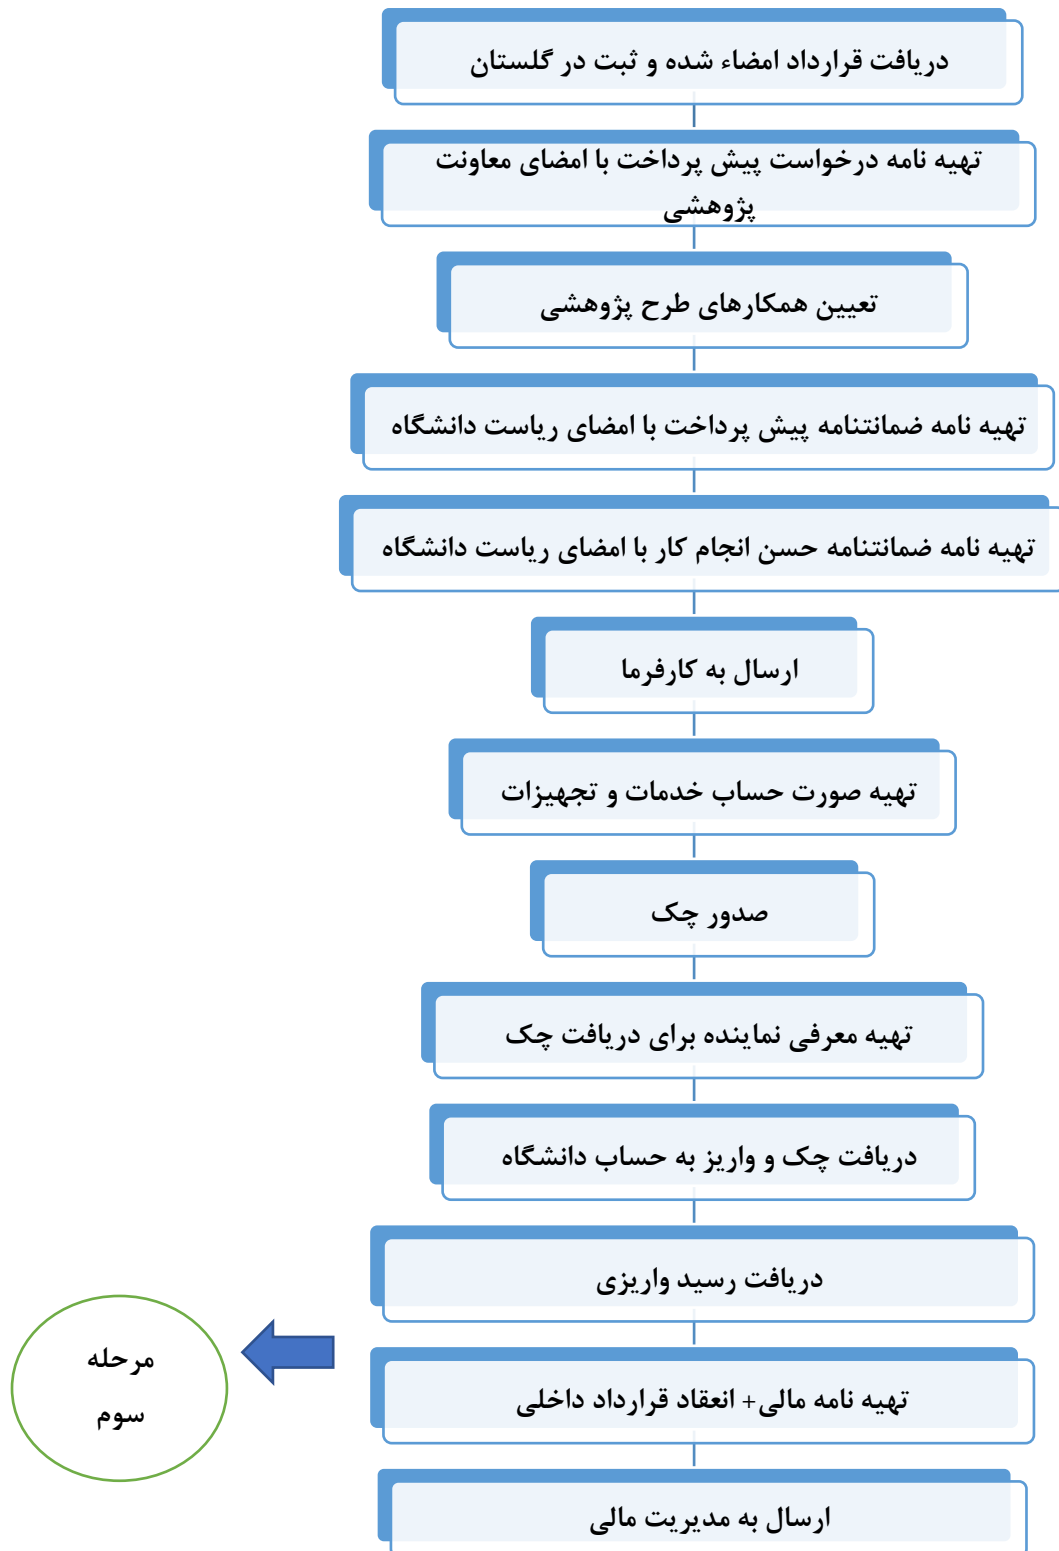 دریافت قرارداد امضاء شده و ثبت در گلستان
تهیه نامه درخواست پیش پرداخت با امضای معاونت
پژوهشی
تعیین همکارهای طرح پژوهشی
تهیه نامه ضمانتنامه پیش پرداخت با امضای ریاست دانشگاه
تهیه نامه ضمانتنامه حسن انجام کار با امضای ریاست دانشگاه
ارسال به کارفرما
تهیه صورت حساب خدمات و تجهیزات
صدور چک
تهیه معرفی نماینده برای دریافت چک
دریافت چک و واریز به حساب دانشگاه
دریافت رسید واریزی
مرحله
سوم
تهیه نامه مالی+ انعقاد قرارداد داخلی
ارسال به مدیریت مالی